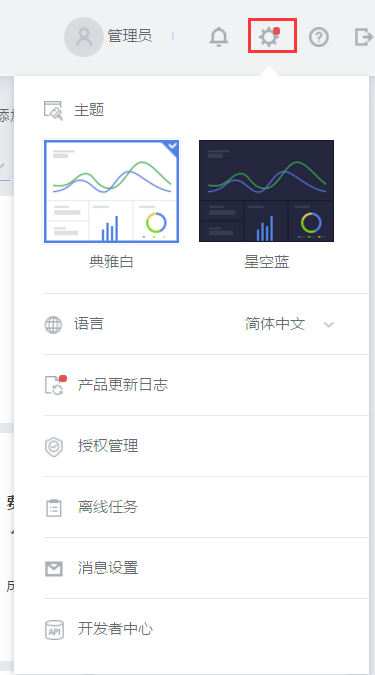 管理员
主题
典雅白
星空蓝
语言
简体中文
产品更新日志
授权管理
离线任务
消息设置
API
开发者中心